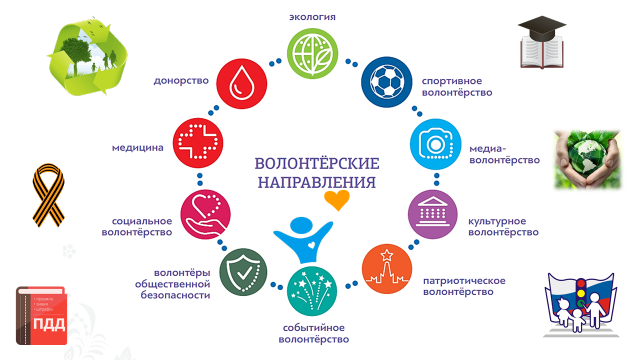 экология
донорство
спортивное
волонтёрство
медицина
медиа-
волонтёрство
ВОЛОНТЁРСКИЕ
НАПРАВЛЕНИЯ
социальное
волонтёрство
культурное
волонтёрство
волонтёры
общественной
безопасности
патриотическое
волонтёрство
событийное
волонтёрство
ПДД